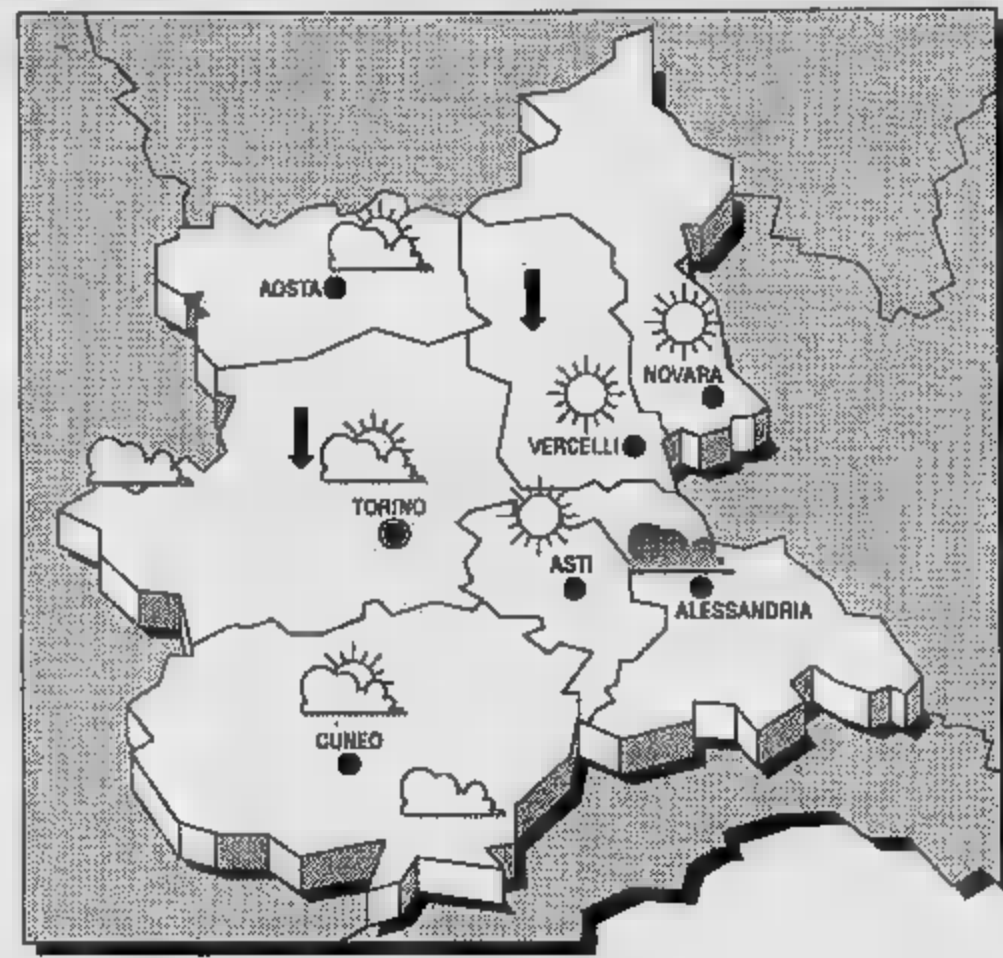 AOSTA
NOVARA
VERCELLI
TORINO
ASTI
ALESSANDRIA
CUNEO